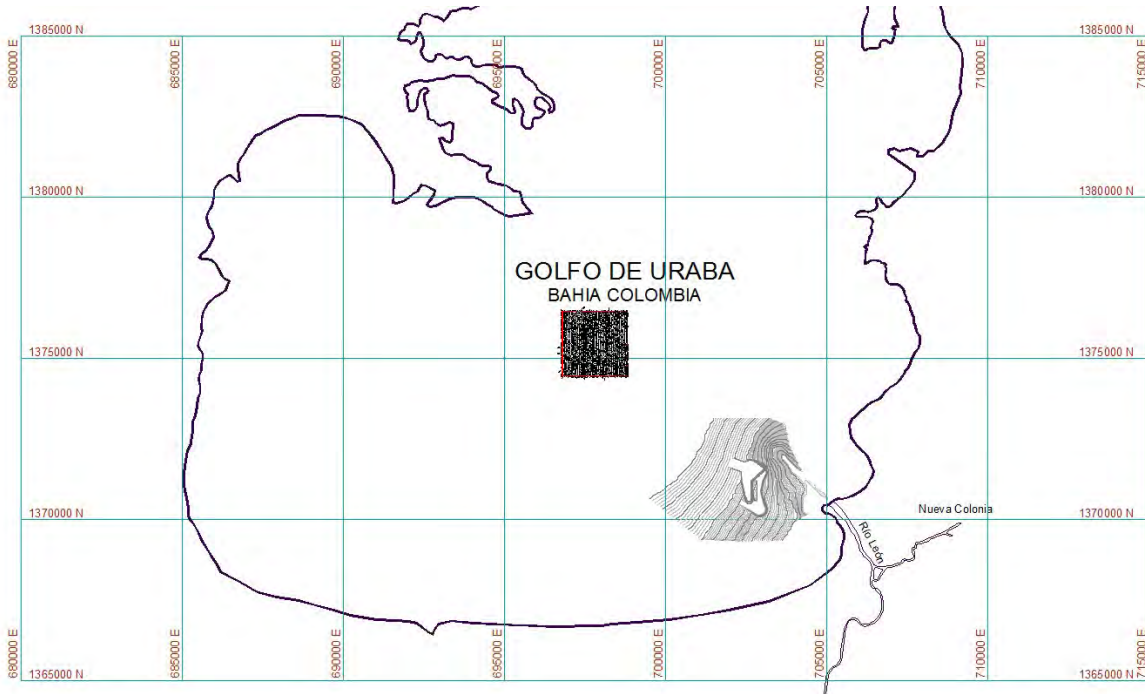 680000 E
685000 E
690000 E
695000 E
700000 E
705000 E
710000 E
715000 E
1385000 N
1385000 N
1380000 N
1380000 N
GOLFO DE URABA
BAHIA COLOMBIA
1375000 N
1375000 N
1370000 N
1370000 N
Nueva Colonia
Río León
1365000 N
1365000 N
680000 E
685000 E
690000 E
695000 E
700000 E
705000 E
710000 E
715000 E